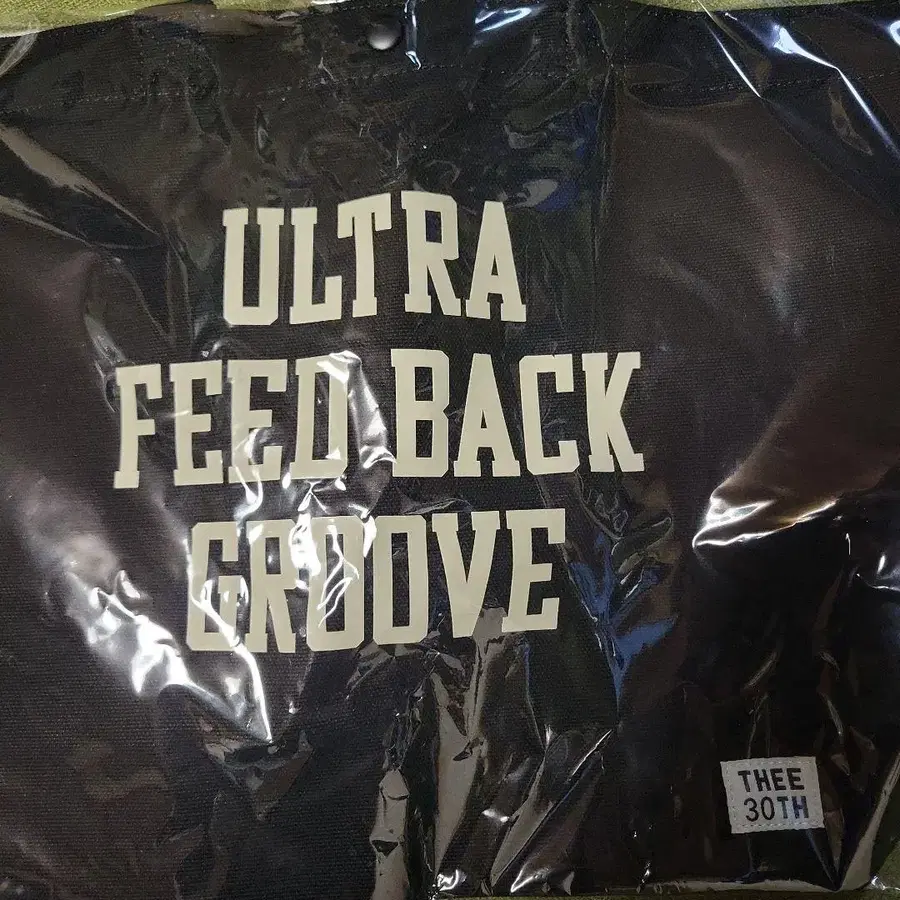 ULTRA
FEED BACK
GROOVE
THEE
30TH